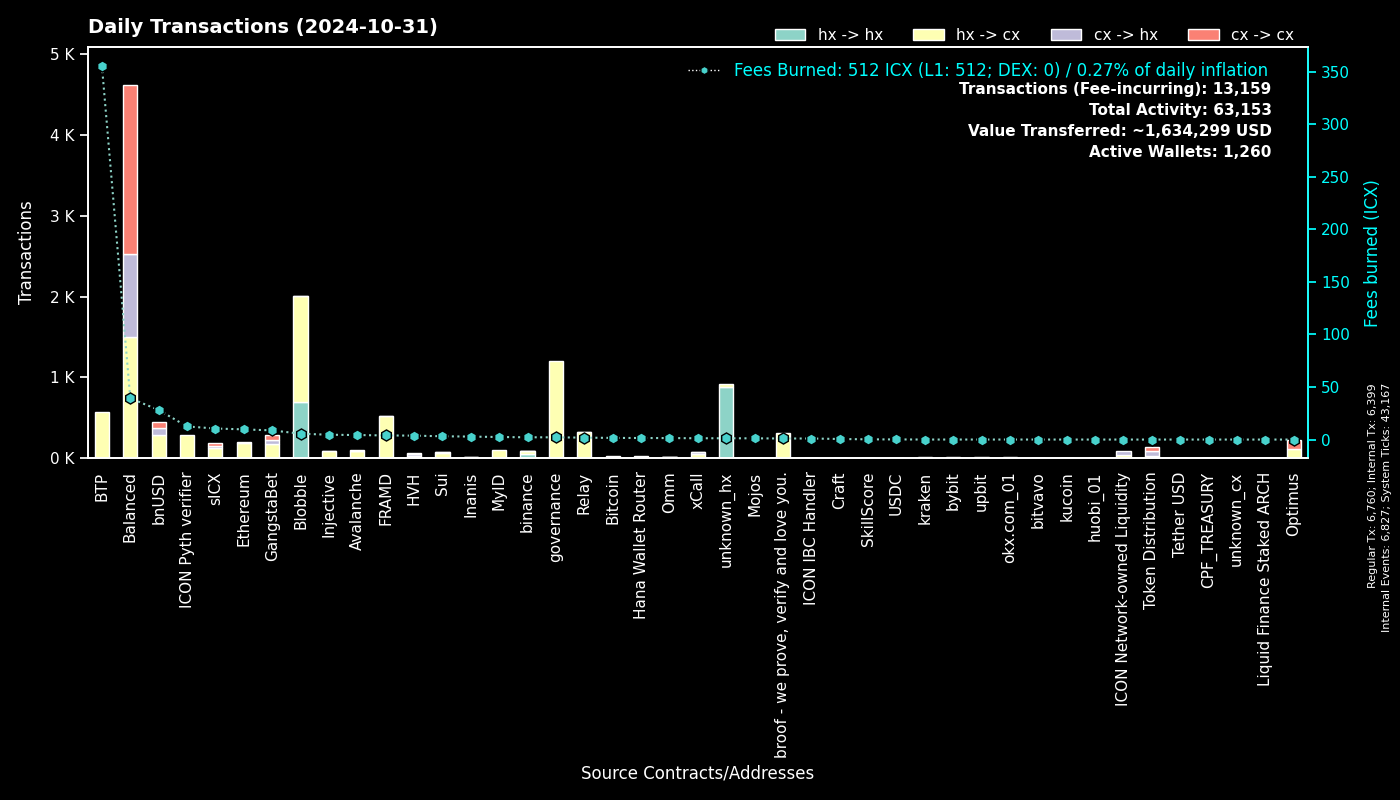 Daily Transactions (2024-10-31)
hx -> hx
hx -> cx
cx -> hx
cx -> cx
Fees Burned: 512 ICX (L1: 512; DEX: 0) / 0.27% of daily inflation
Transactions (Fee-incurring): 13,159
Total Activity: 63,153
Value Transferred: ~1,634,299 USD
Active Wallets: 1,260
Transactions
5 K
4 K
3 K
2 K
1 K
0 K
350
300
250
200
150
100
50
0
Fees burned (ICX)
BTP
Balanced
bnUSD
ICON Pyth verifier
sICX
Ethereum
GangstaBet
Blobble
Injective
Avalanche
FRAMD
HVH
Sui
Inanis
MyID
binance
governance
Relay
Bitcoin
Hana Wallet Router
Omm
xCall
unknown_hx
Mojos
broof - we prove, verify and love you.
ICON IBC Handler
Craft
SkillScore
USDC
kraken
bybit
upbit
okx.com_01
bitvavo
kucoin
huobi_01
ICON Network-owned Liquidity
Token Distribution
Tether USD
CPF_TREASURY
unknown_cx
Liquid Finance Staked ARCH
Optimus
Source Contracts/Addresses
Regular Tx: 6,760; Internal Tx: 6,399
Internal Events: 6,827; System Ticks: 43,167